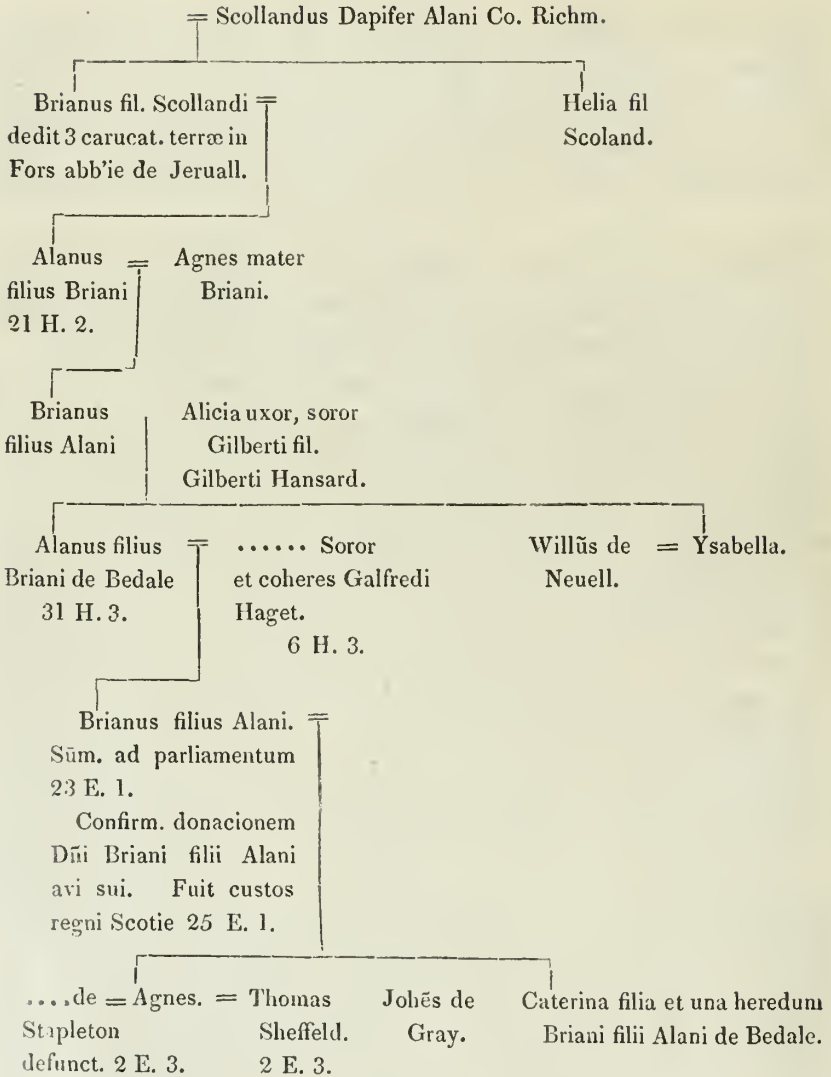 = Scollandus Dapifer Alani Co. Richm.
Brianus fil. Scollandi =
dedit 3 carucat. terræ in
Fors abb'ie de Jeruall.
Helia fil
Scoland.
Alanus =
filius Briani
21 H. 2.
Agnes mater
Briani.
Brianus
filius Alani
Alicia uxor, soror
Gilberti fil.
Gilberti Hansard.
Alanus filius =
Briani de Bedale
31 H. 3.
...... Soror
et coheres Galfredi
Haget.
6 H. 3.
Willũs de = Ysabella.
Neuell.
Brianus filius Alani. =
Sũm. ad parliamentum
23 E. 1.
Confirm. donacionem
Dñi Briani filii Alani
avi sui. Fuit custos
regni Scotie 25 E. 1.
....de = Agnes. =
Stapleton
defunct. 2 E. 3.
Thomas
Sheffeld.
2 E. 3.
Johẽs de
Gray.
Caterina filia et una heredum
Briani filii Alani de Bedale.